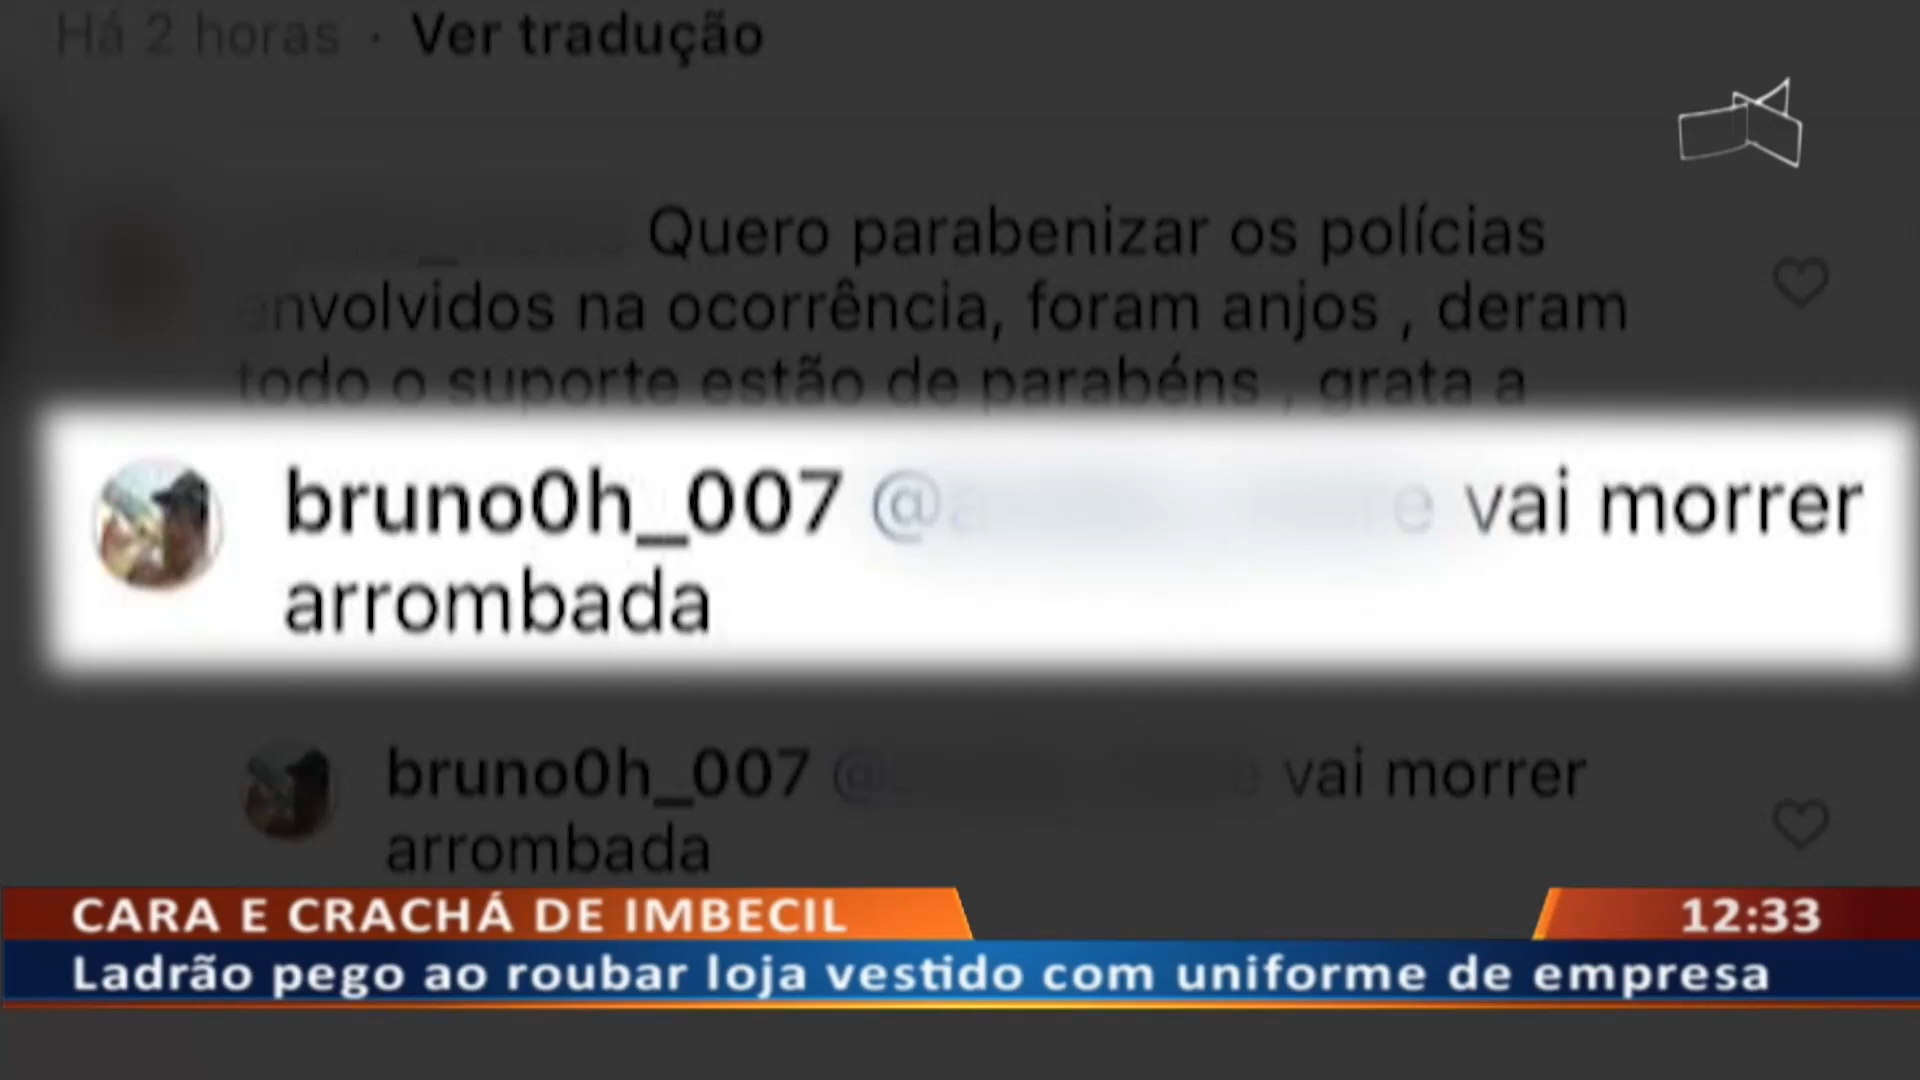 Há 2 horas · Ver tradução
Quero parabenizar os polícias
envolvidos na ocorrência, foram anjos , deram
todo o suporte estão de parabéns , grata a
bruno0h_007 @ vai morrer
arrombada
bruno0h_007 @ vai morrer
arrombada
CARA E CRACHÁ DE IMBECIL
12:33
Ladrão pego ao roubar loja vestido com uniforme de empresa